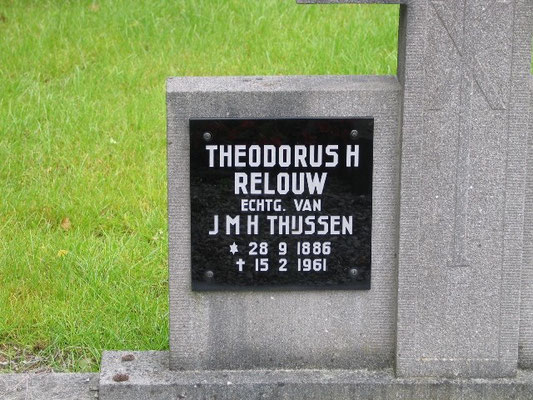 THEODORUS H
RELOUW
ECHTG. VAN
J M H THIJSSEN
* 28 9 1886
† 15 2 1961